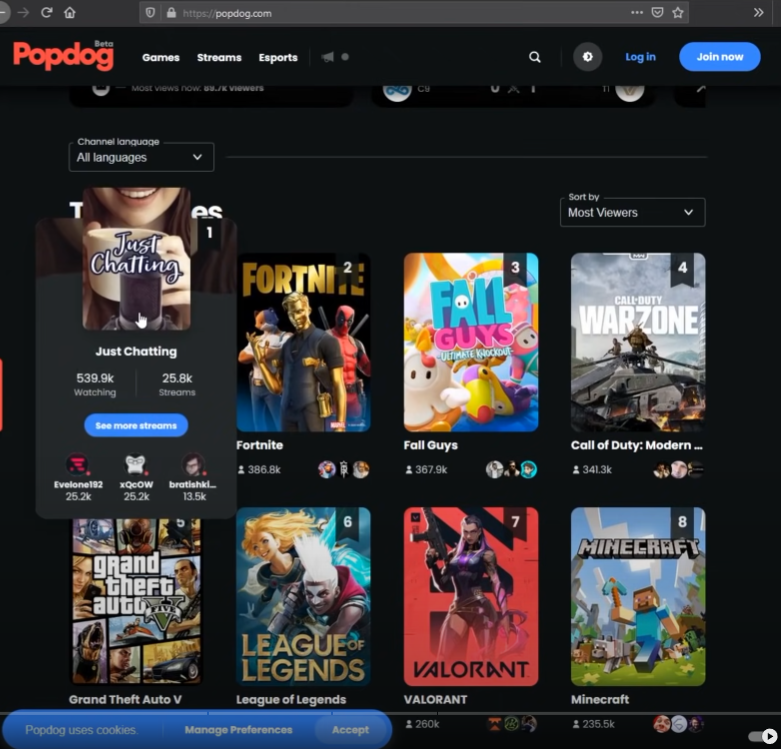 https://popdog.com
Popdog
Beta
Games
Streams
Esports
Log in
Join now
Most views now: 89.7k viewers
C9
0
1
T1
Channel language
All languages
Sort by
Most Viewers
1
Just
Chatting
Just Chatting
539.9k
25.8k
Watching
Streams
See more streams
Evelone192
xQcOW
bratishki...
25.2k
25.2k
13.5k
2
FORTNITE
Fortnite
386.8k
3
FALL
GUYS
ULTIMATE KNOCKOUT
Fall Guys
367.9k
4
CALL OF DUTY
WARZONE
Call of Duty: Modern ...
341.3k
5
grand
theft
auto
FIVE
Grand Theft Auto V
6
LEAGUE OF
LEGENDS
League of Legends
7
VALORANT
VALORANT
260k
8
MINECRAFT
Minecraft
235.5k
Popdog uses cookies.
Manage Preferences
Accept